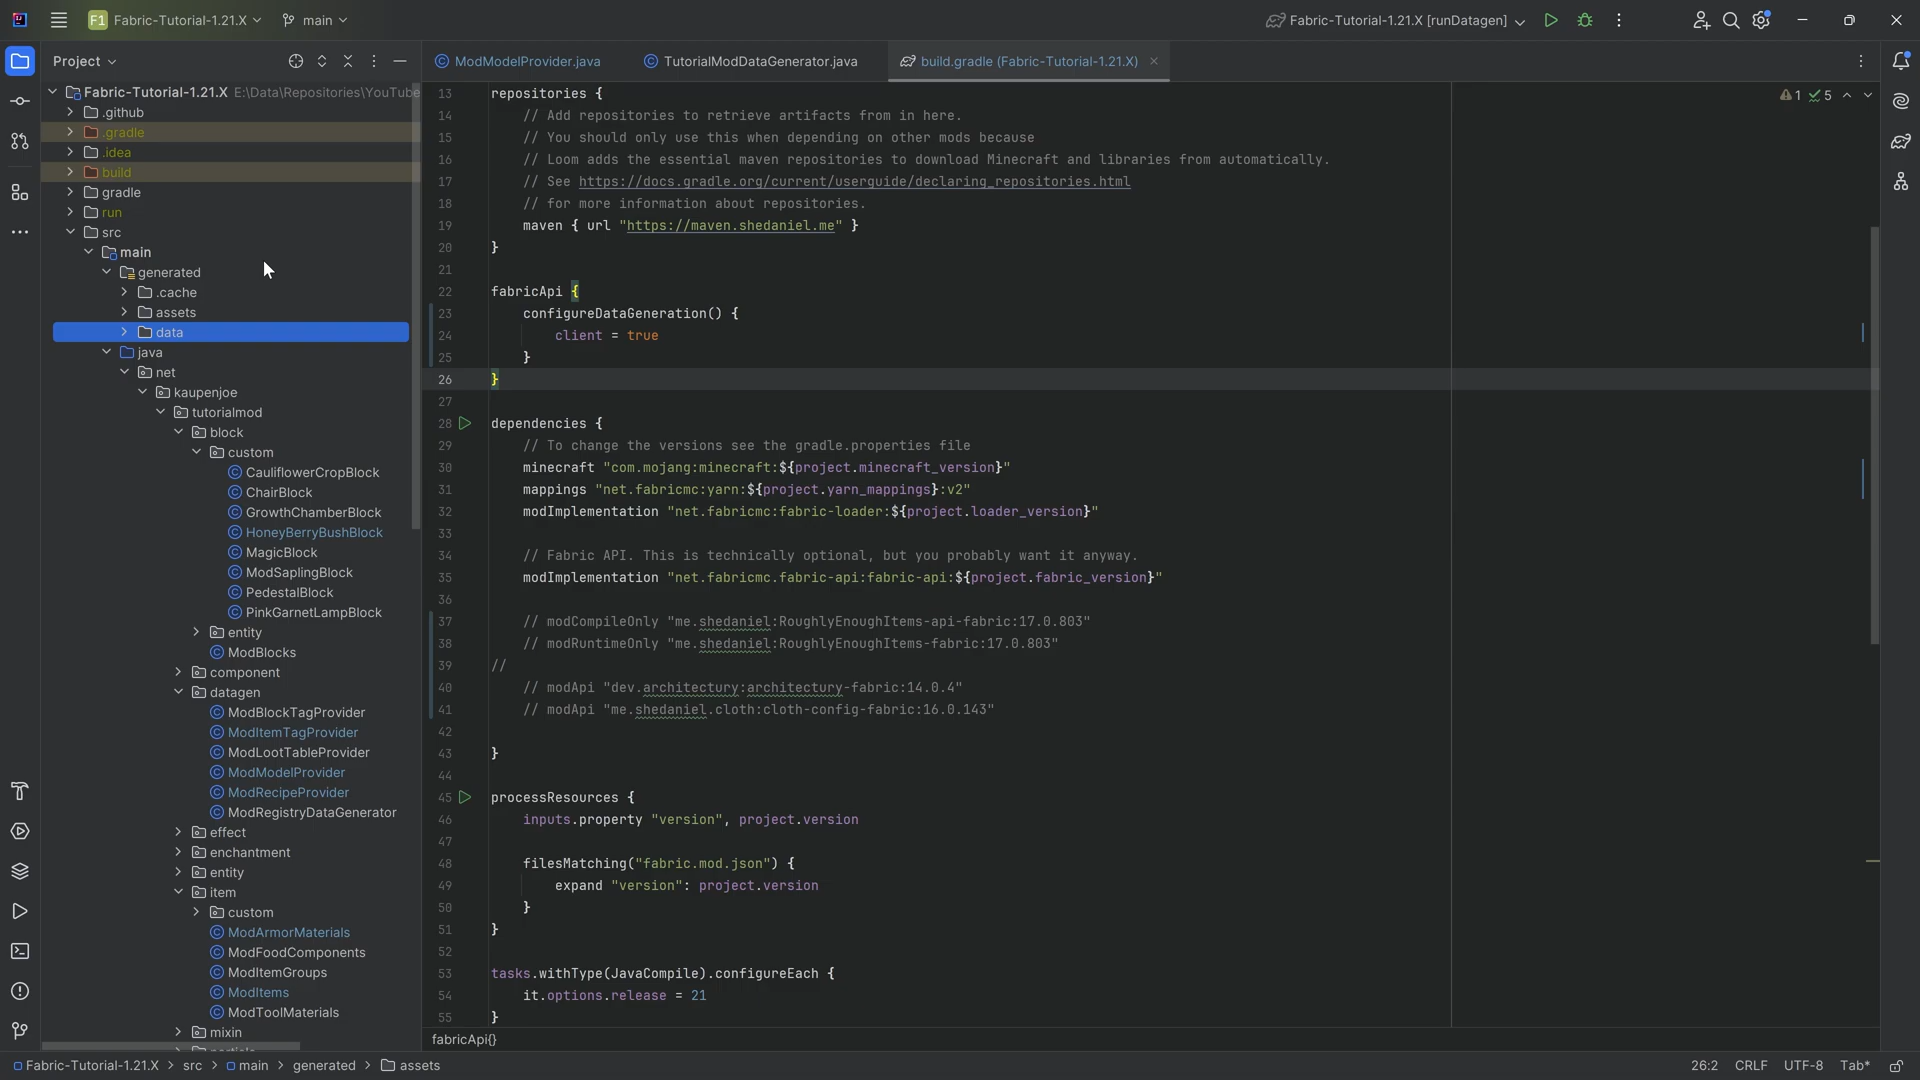 F1 Fabric-Tutorial-1.21.X main Fabric-Tutorial-1.21.X [runDatagen]
Project
ModModelProvider.java TutorialModDataGenerator.java build.gradle (Fabric-Tutorial-1.21.X)
Fabric-Tutorial-1.21.X E:\Data\Repositories\YouTube
.github
.gradle
.idea
build
gradle
run
src
main
generated
.cache
assets
data
java
net
kaupenjoe
tutorialmod
block
custom
CauliflowerCropBlock
ChairBlock
GrowthChamberBlock
HoneyBerryBushBlock
MagicBlock
ModSaplingBlock
PedestalBlock
PinkGarnetLampBlock
entity
ModBlocks
component
datagen
ModBlockTagProvider
ModItemTagProvider
ModLootTableProvider
ModModelProvider
ModRecipeProvider
ModRegistryDataGenerator
effect
enchantment
entity
item
custom
ModArmorMaterials
ModFoodComponents
ModItemGroups
ModItems
ModToolMaterials
mixin
1 5
13 repositories {
14 // Add repositories to retrieve artifacts from in here.
15 // You should only use this when depending on other mods because
16 // Loom adds the essential maven repositories to download Minecraft and libraries from automatically.
17 // See https://docs.gradle.org/current/userguide/declaring_repositories.html
18 // for more information about repositories.
19 maven { url "https://maven.shedaniel.me" }
20 }
21
22 fabricApi {
23 configureDataGeneration() {
24 client = true
25 }
26 }
27
28 dependencies {
29 // To change the versions see the gradle.properties file
30 minecraft "com.mojang:minecraft:${project.minecraft_version}"
31 mappings "net.fabricmc:yarn:${project.yarn_mappings}:v2"
32 modImplementation "net.fabricmc:fabric-loader:${project.loader_version}"
33
34 // Fabric API. This is technically optional, but you probably want it anyway.
35 modImplementation "net.fabricmc.fabric-api:fabric-api:${project.fabric_version}"
36
37 // modCompileOnly "me.shedaniel:RoughlyEnoughItems-api-fabric:17.0.803"
38 // modRuntimeOnly "me.shedaniel:RoughlyEnoughItems-fabric:17.0.803"
39 //
40 // modApi "dev.architectury:architectury-fabric:14.0.4"
41 // modApi "me.shedaniel.cloth:cloth-config-fabric:16.0.143"
42
43 }
44
45 processResources {
46 inputs.property "version", project.version
47
48 filesMatching("fabric.mod.json") {
49 expand "version": project.version
50 }
51 }
52
53 tasks.withType(JavaCompile).configureEach {
54 it.options.release = 21
55 }
fabricApi{}
Fabric-Tutorial-1.21.X > src > main > generated > assets 26:2 CRLF UTF-8 Tab*